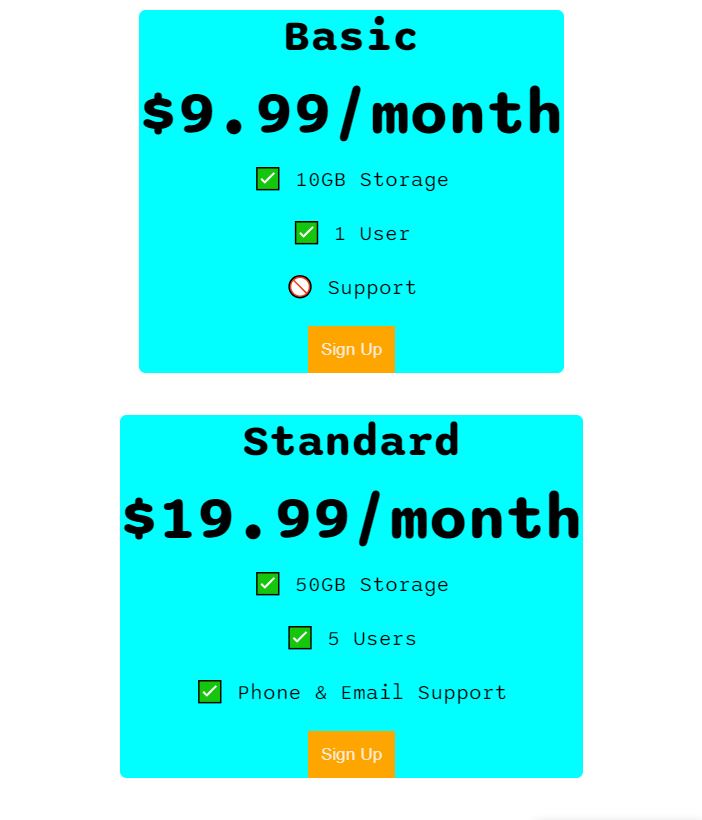 Basic
$9.99/month
✅ 10GB Storage
✅ 1 User
🚫 Support
Sign Up
Standard
$19.99/month
✅ 50GB Storage
✅ 5 Users
✅ Phone & Email Support
Sign Up